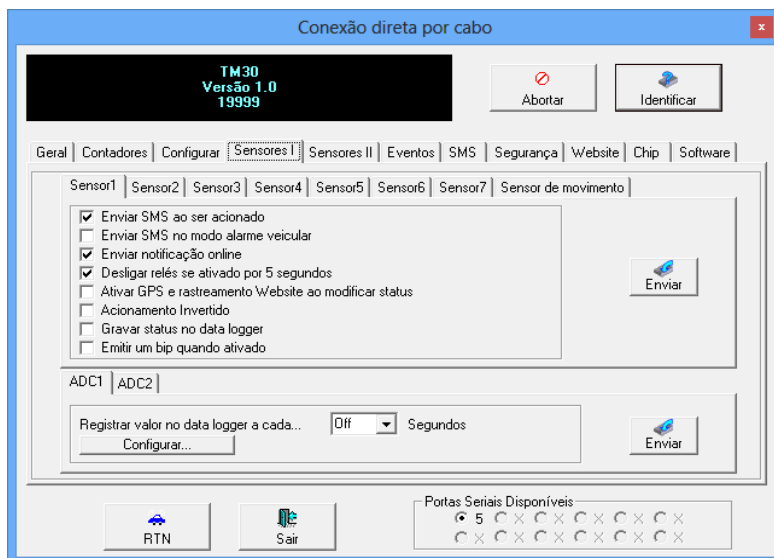 Conexão direta por cabo
x
TM30
Versão 1.0
19999
Abortar
Identificar
Geral Contadores Configurar Sensores I Sensores II Eventos SMS Segurança Website Chip Software
Sensor1 Sensor2 Sensor3 Sensor4 Sensor5 Sensor6 Sensor7 Sensor de movimento
Enviar SMS ao ser acionado
Enviar SMS no modo alarme veicular
Enviar notificação online
Desligar relés se ativado por 5 segundos
Ativar GPS e rastreamento Website ao modificar status
Acionamento Invertido
Gravar status no data logger
Emitir um bip quando ativado
Enviar
ADC1 ADC2
Registrar valor no data logger a cada... Off Segundos
Configurar...
Enviar
RTN
Sair
Portas Seriais Disponíveis
5 X X X X X
X X X X X X